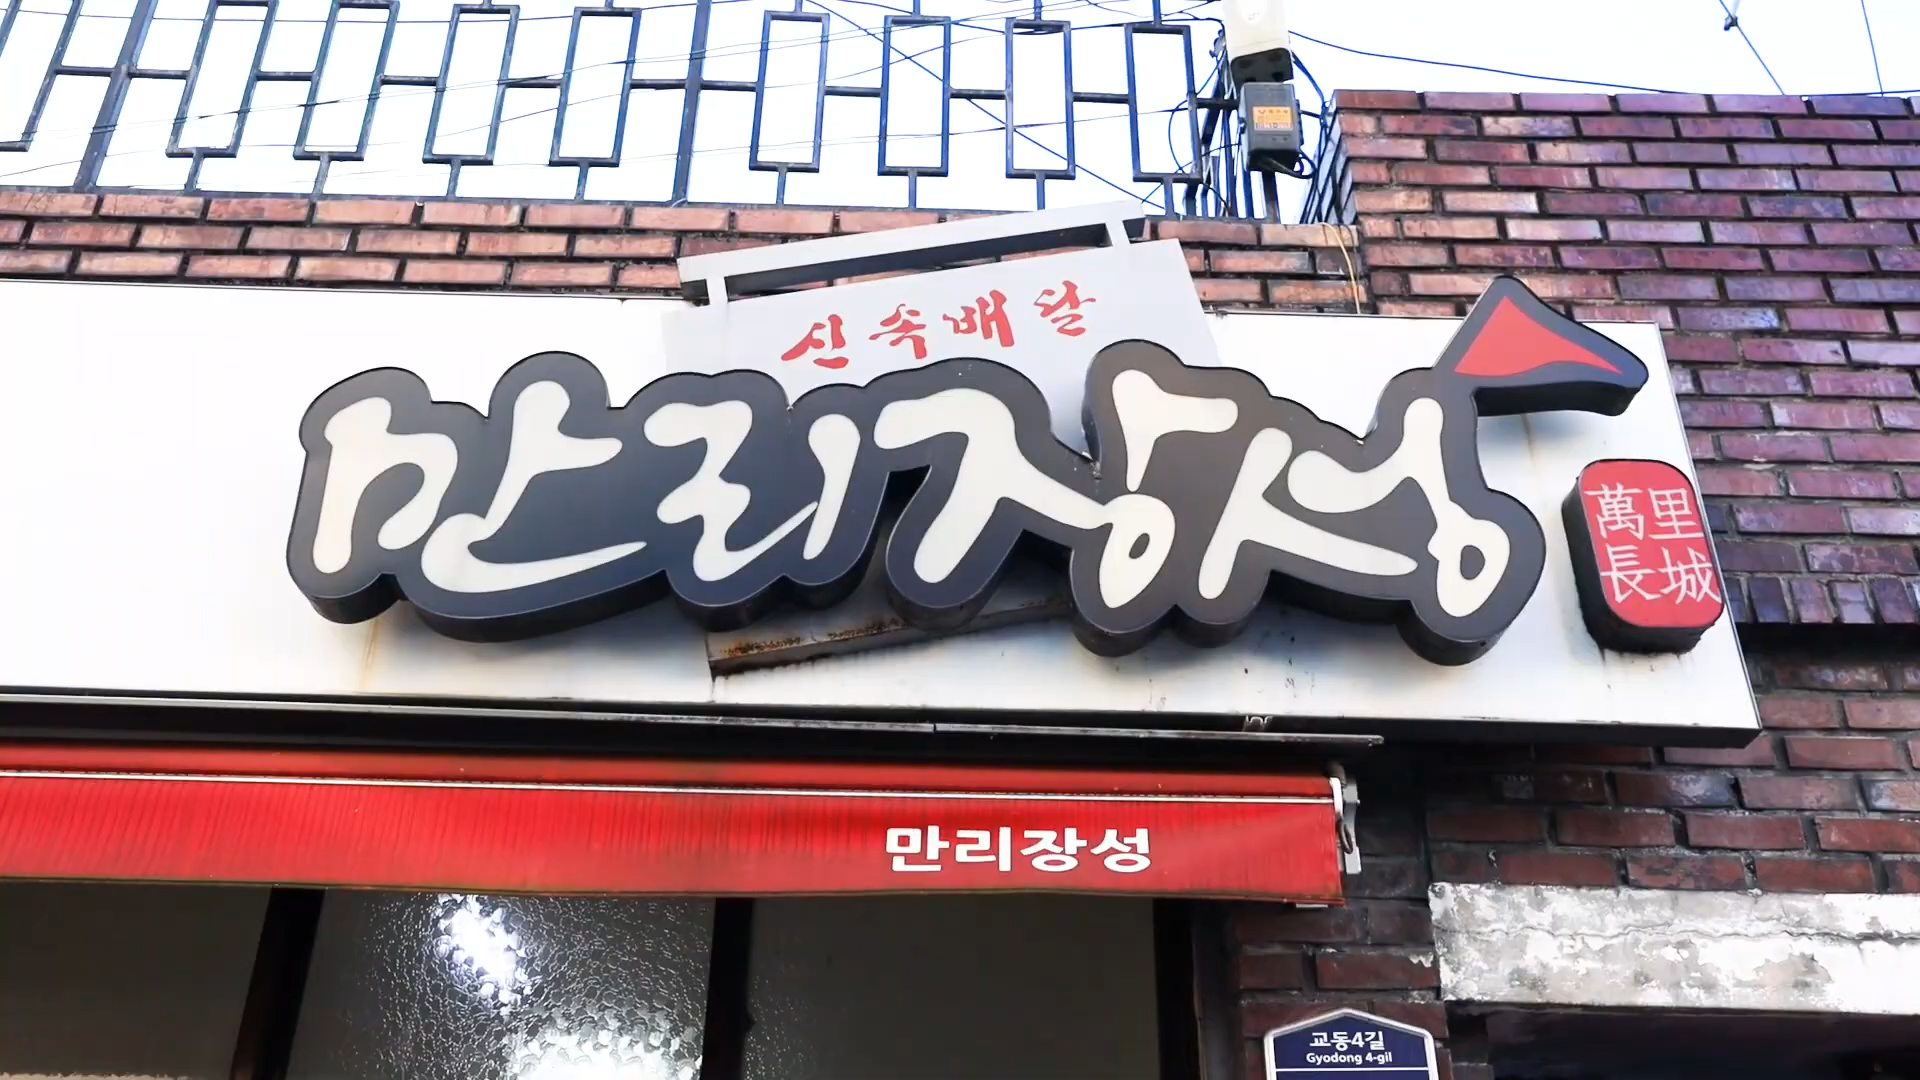 신속배달
만리장성
萬里
長城
만리장성
교동4길
Gyodong 4-gil